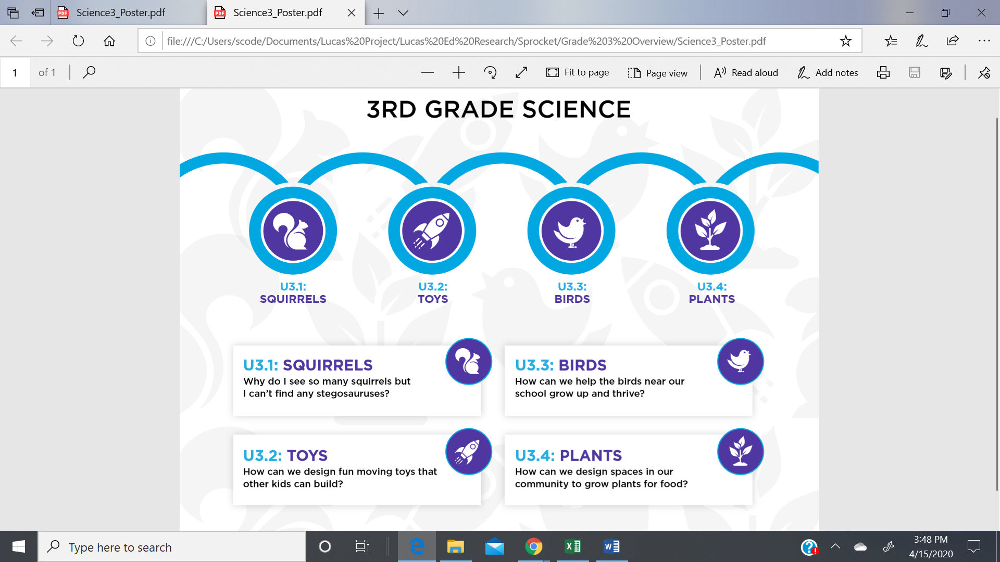 Science3_Poster.pdf
Science3_Poster.pdf
file:///C:/Users/scode/Documents/Lucas%20Project/Lucas%20Ed%20Research/Sprocket/Grade%203%20Overview/Science3_Poster.pdf
1 of 1
Fit to page
Page view
Read aloud
Add notes
3RD GRADE SCIENCE
U3.1:
SQUIRRELS
U3.2:
TOYS
U3.3:
BIRDS
U3.4:
PLANTS
U3.1: SQUIRRELS
Why do I see so many squirrels but
I can't find any stegosauruses?
U3.2: TOYS
How can we design fun moving toys that
other kids can build?
U3.3: BIRDS
How can we help the birds near our
school grow up and thrive?
U3.4: PLANTS
How can we design spaces in our
community to grow plants for food?
Type here to search
3:48 PM
4/15/2020